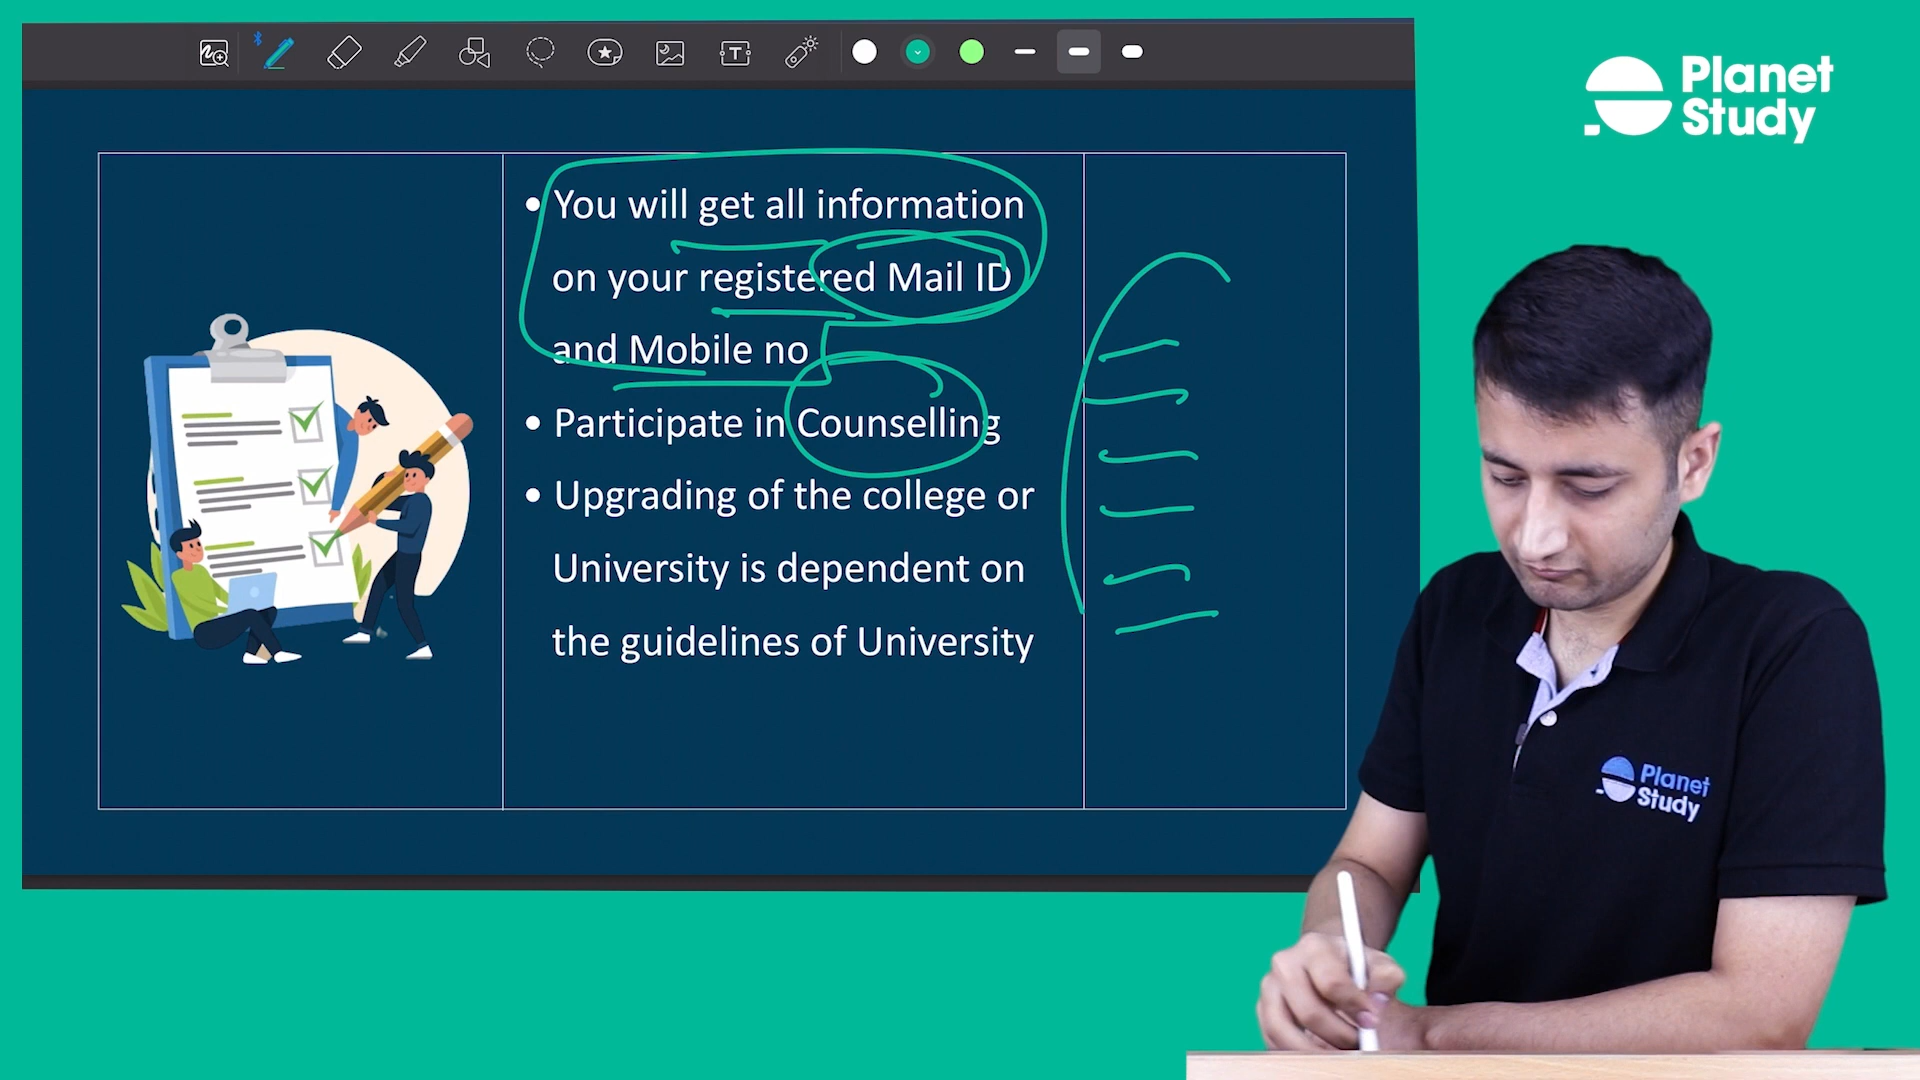 Planet
Study
• You will get all information
on your registered Mail ID
and Mobile no
• Participate in Counselling
• Upgrading of the college or
University is dependent on
the guidelines of University
Planet
Study